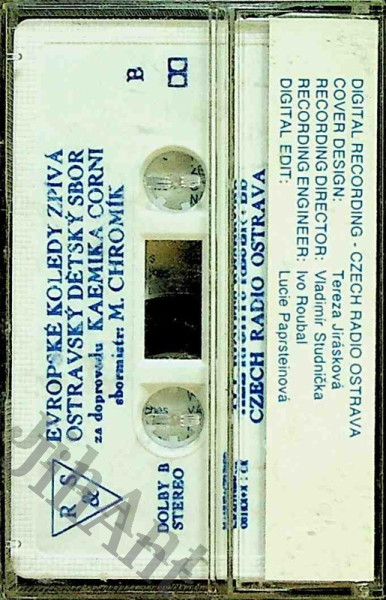 EVROPSKÉ KOLEDY ZPÍVÁ
OSTRAVSKÝ DĚTSKÝ SBOR
za doprovodu KAEMIKA CORNI
sbormistr: M. CHROMÍK
B
R S
&
DOLBY B
STEREO
CZECH RADIO OSTRAVA
DIGITAL RECORDING - CZECH RADIO OSTRAVA
COVER DESIGN: Tereza Jirásková
RECORDING DIRECTOR: Vladimír Studnička
RECORDING ENGINEER: Ivo Roubal
DIGITAL EDIT: Lucie Paprsteinová
JihAnt